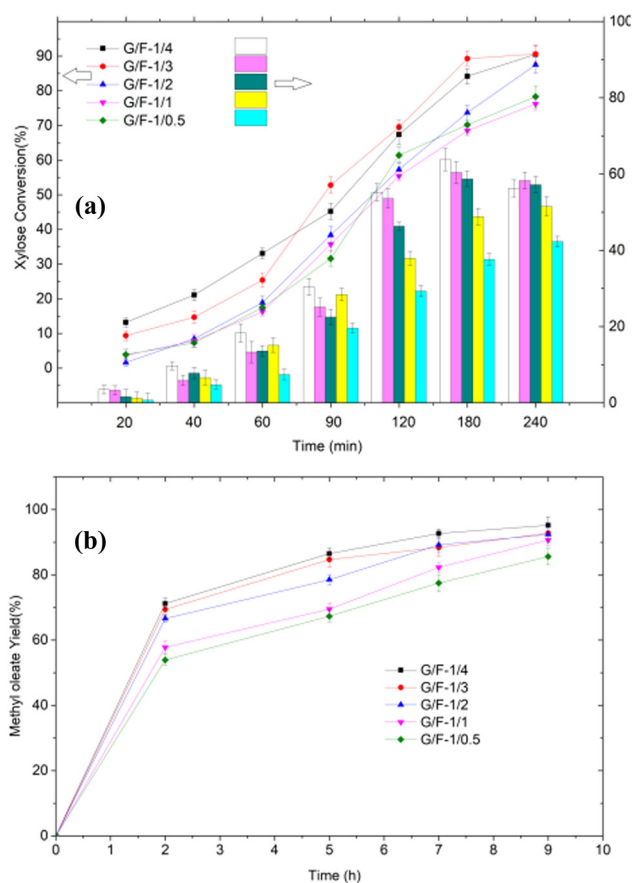 G/F-1/4
G/F-1/3
G/F-1/2
G/F-1/1
G/F-1/0.5
(a)
Xylose Conversion(%)
90
80
70
60
50
40
30
20
10
0
100
80
60
40
20
0
20 40 60 90 120 180 240
Time (min)
(b)
Methyl oleate Yield(%)
100
80
60
40
20
0
G/F-1/4
G/F-1/3
G/F-1/2
G/F-1/1
G/F-1/0.5
0 1 2 3 4 5 6 7 8 9 10
Time (h)